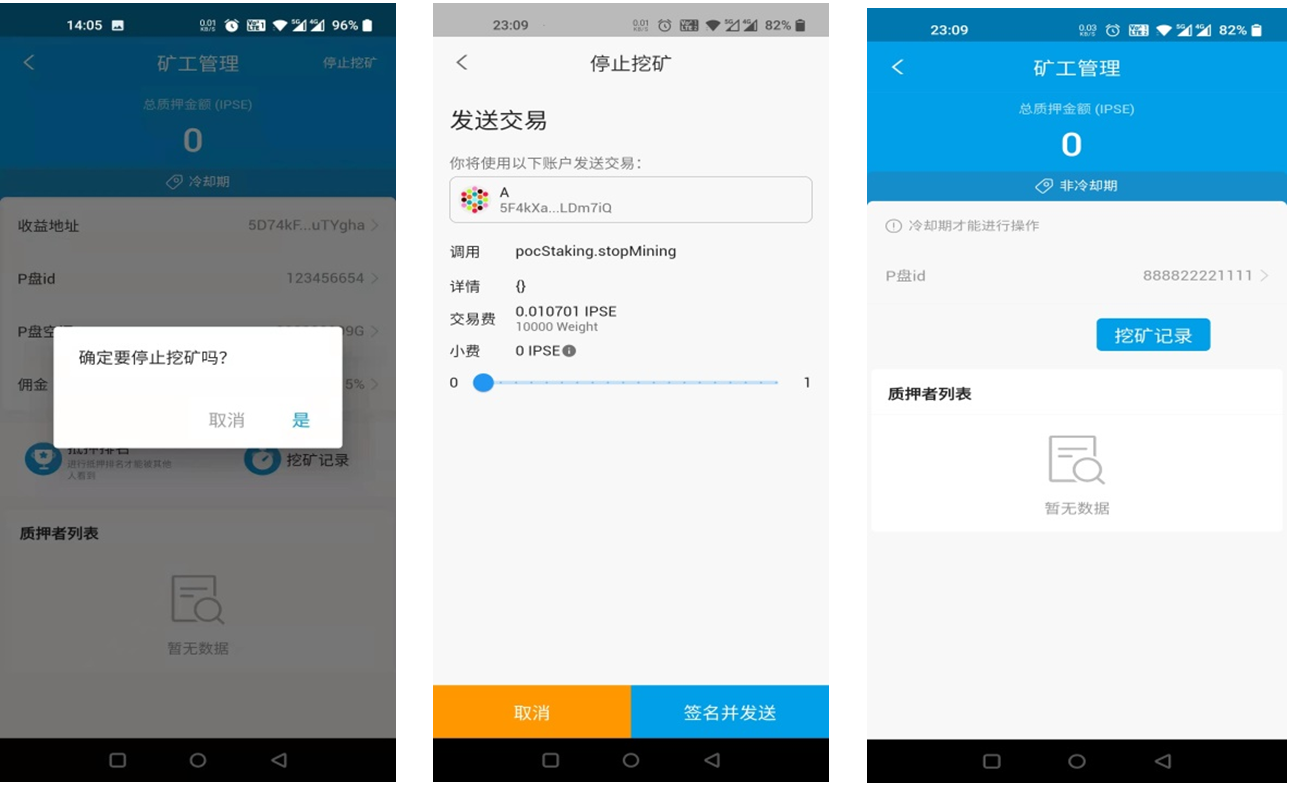 14:05
0.01 KB/S
5G
4G
96%
矿工管理
停止挖矿
总质押金额 (IPSE)
0
冷却期
收益地址
5D74kF...uTYgha
P盘id
123456654
P盘空
99G
确定要停止挖矿吗?
取消
是
佣金
5%
抵押排名
进行抵押排名才能被其他
人看到
挖矿记录
质押者列表
暂无数据
23:09
0.01 KB/S
5G
4G
82%
停止挖矿
发送交易
你将使用以下账户发送交易:
A
5F4kXa...LDm7iQ
调用
pocStaking.stopMining
详情
{}
交易费
0.010701 IPSE
10000 Weight
小费
0 IPSE
0
1
取消
签名并发送
23:09
0.03 KB/S
5G
4G
82%
矿工管理
总质押金额 (IPSE)
0
非冷却期
冷却期才能进行操作
P盘id
888822221111
挖矿记录
质押者列表
暂无数据